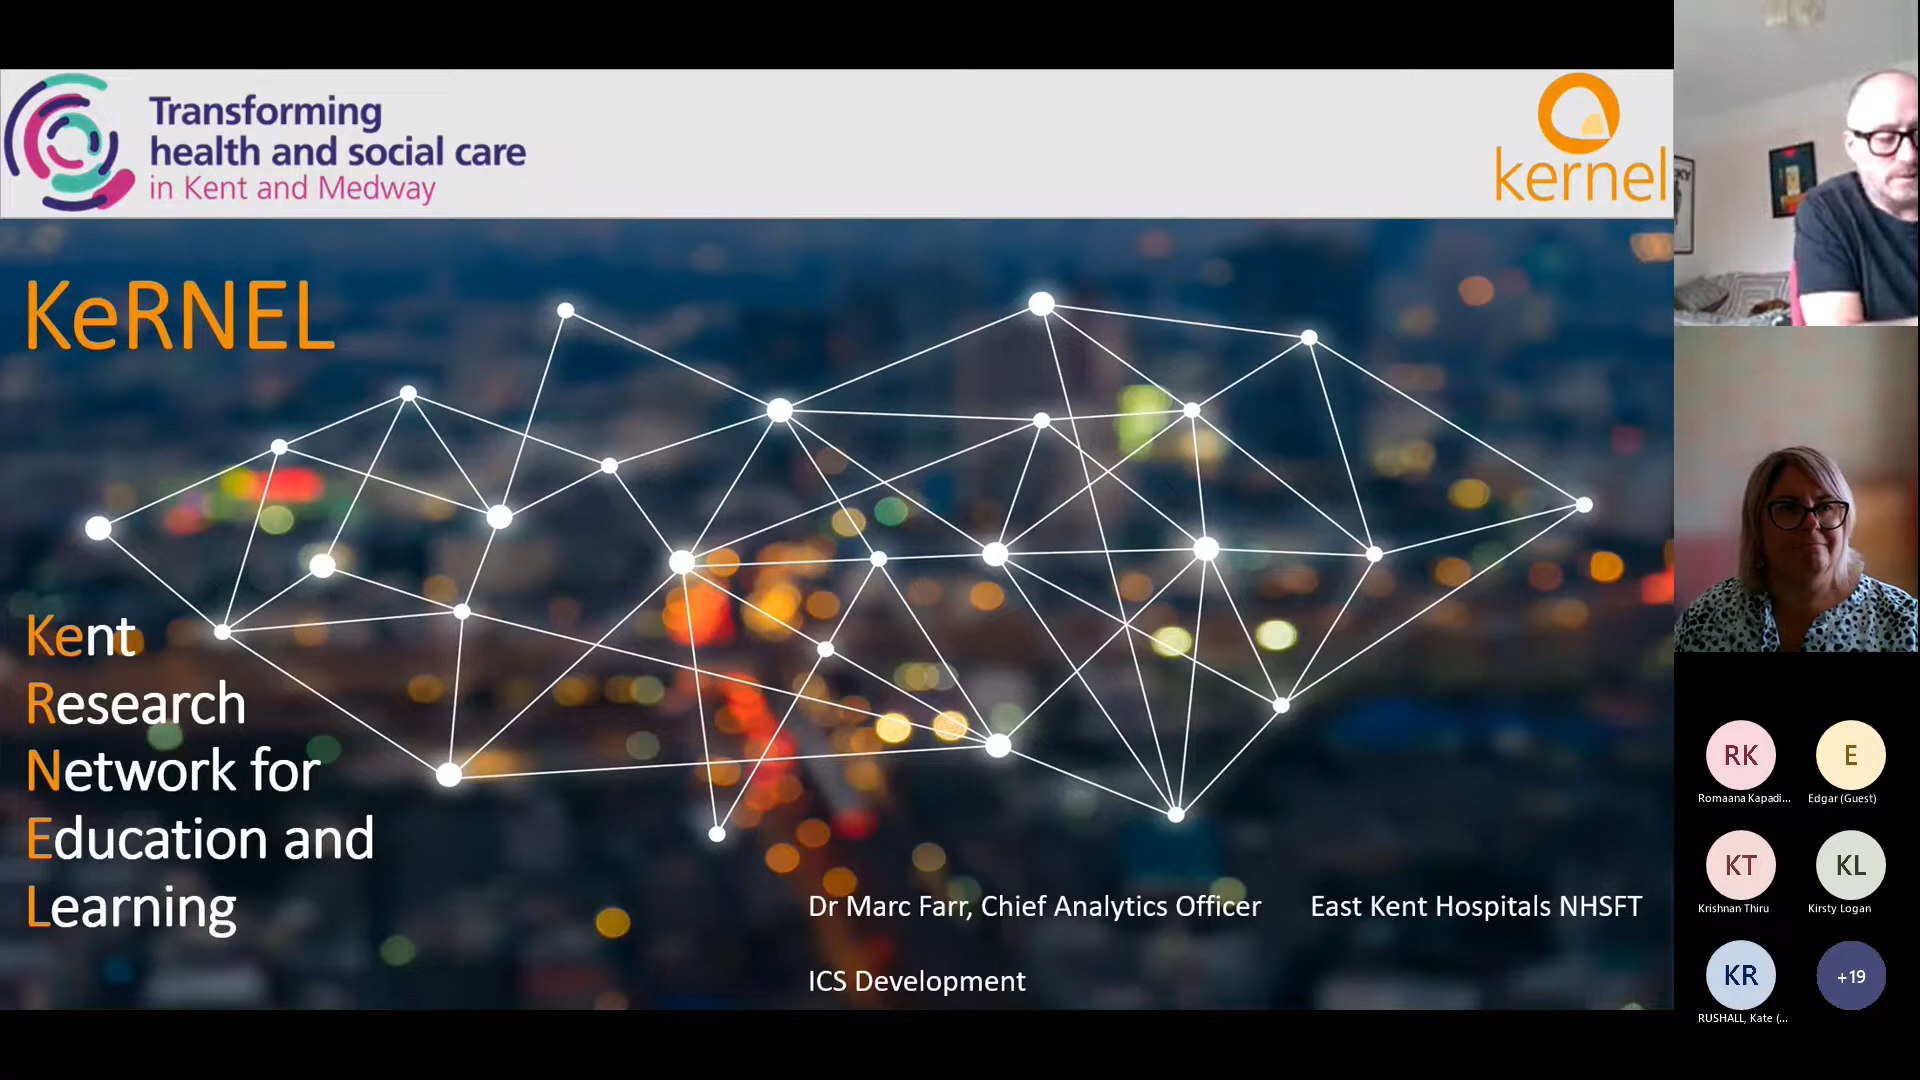 Transforming
health and social care
in Kent and Medway
kernel
KeRNEL
Kent
Research
Network for
Education and
Learning
Dr Marc Farr, Chief Analytics Officer East Kent Hospitals NHSFT
ICS Development
RK
Romaana Kapadi...
E
Edgar (Guest)
KT
Krishnan Thiru
KL
Kirsty Logan
KR
RUSHALL, Kate (...
+19